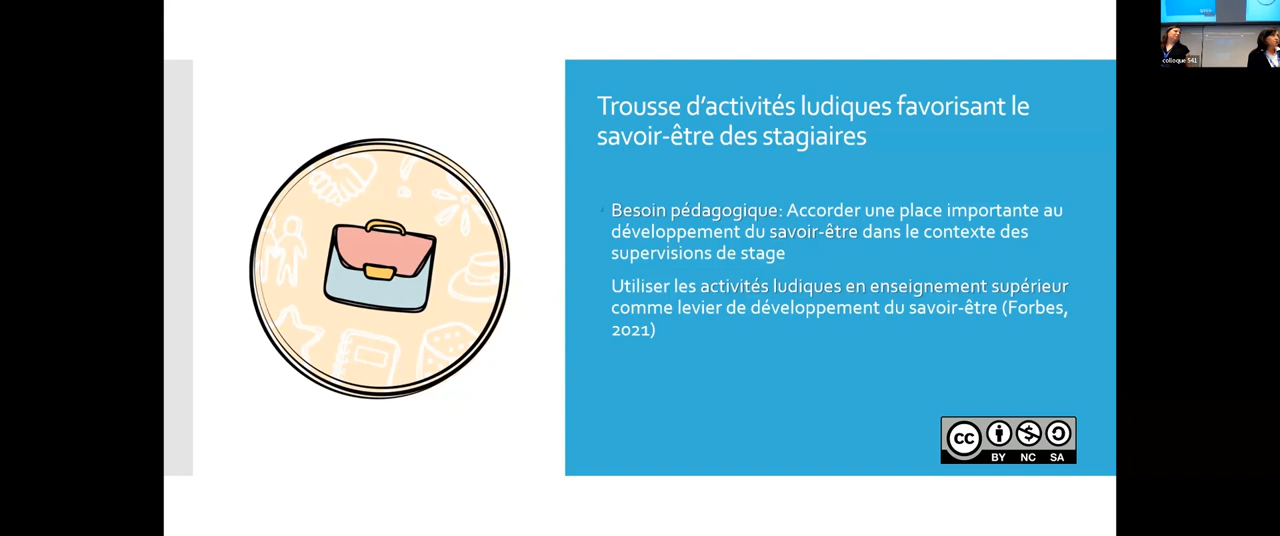 Trousse d'activités ludiques favorisant le
savoir-être des stagiaires
Besoin pédagogique: Accorder une place importante au
développement du savoir-être dans le contexte des
supervisions de stage
Utiliser les activités ludiques en enseignement supérieur
comme levier de développement du savoir-être (Forbes,
2021)
cc
BY NC SA
colloque 541